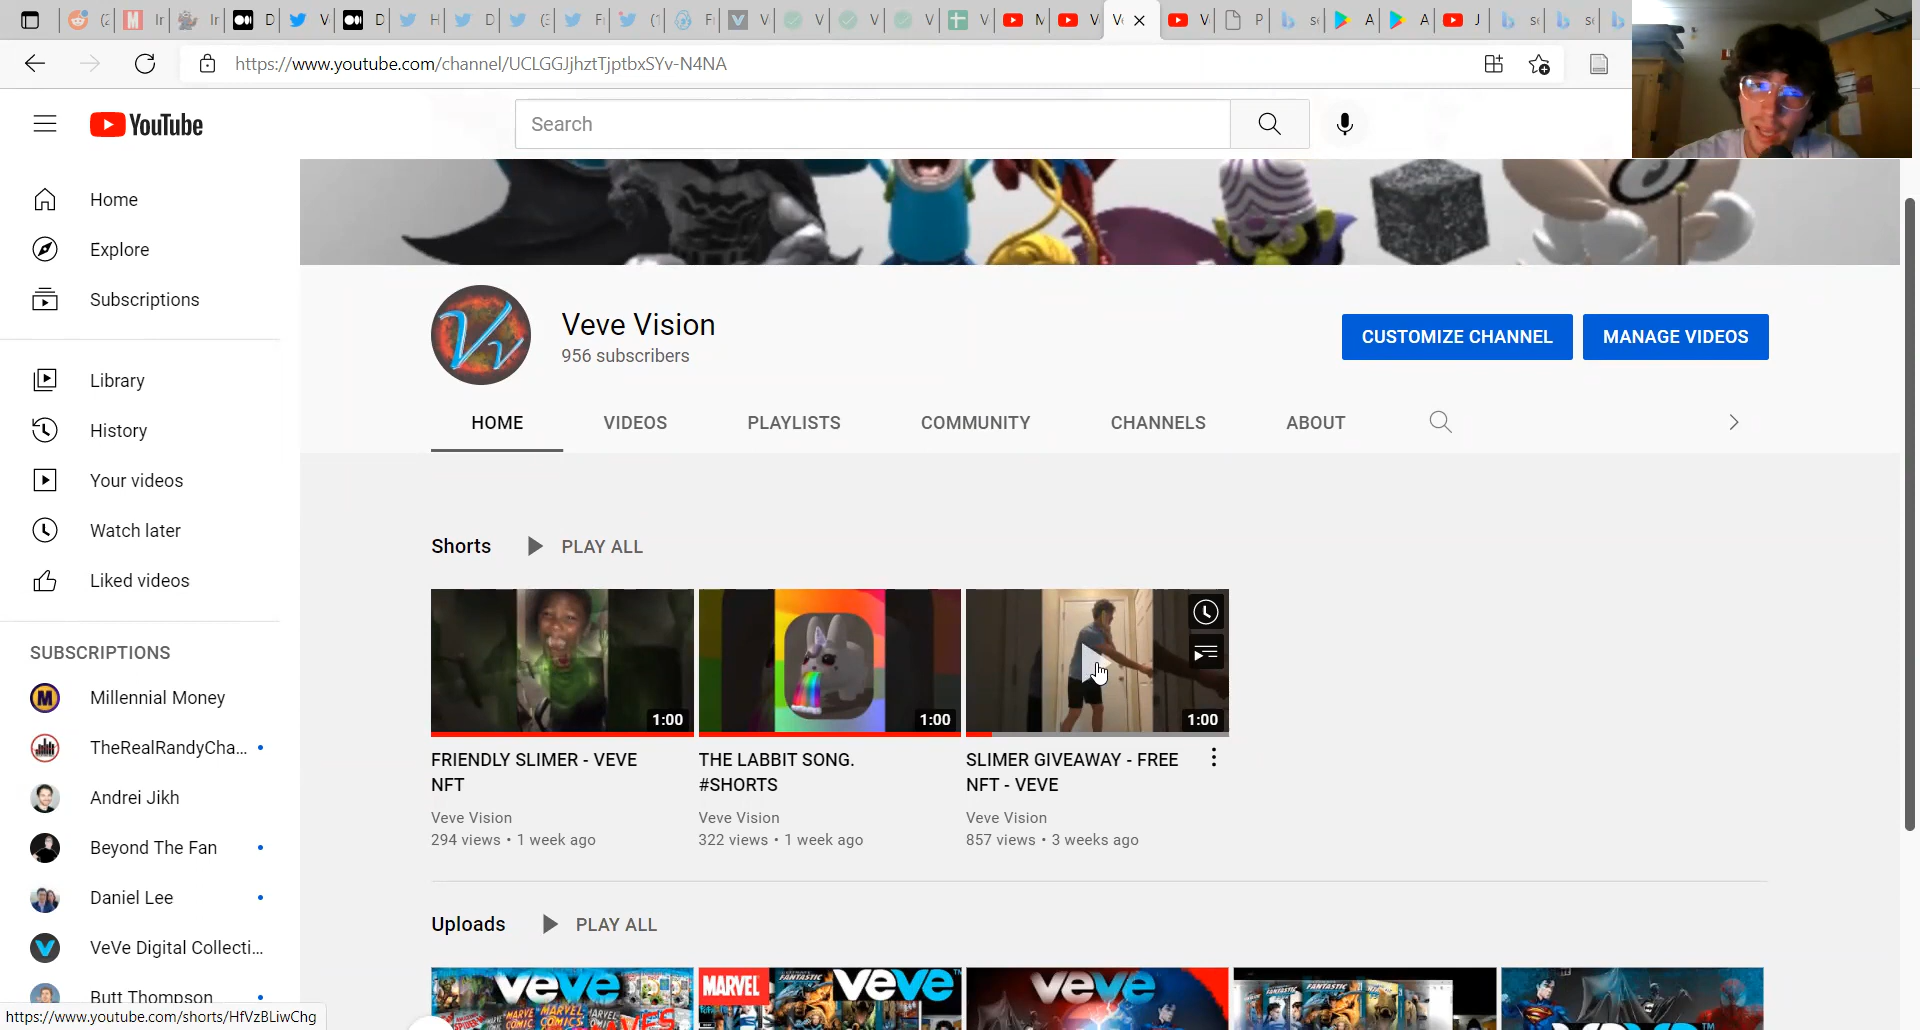 https://www.youtube.com/channel/UCLGGJjhztTjptbxSYv-N4NA
YouTube
Search
Home
Explore
Subscriptions
Library
History
Your videos
Watch later
Liked videos
SUBSCRIPTIONS
Millennial Money
TheRealRandyCha...
Andrei Jikh
Beyond The Fan
Daniel Lee
VeVe Digital Collecti...
Butt Thompson
https://www.youtube.com/shorts/HfVzBLiwChg
Veve Vision
956 subscribers
CUSTOMIZE CHANNEL
MANAGE VIDEOS
HOME
VIDEOS
PLAYLISTS
COMMUNITY
CHANNELS
ABOUT
Shorts
PLAY ALL
1:00
1:00
1:00
FRIENDLY SLIMER - VEVE
NFT
Veve Vision
294 views • 1 week ago
THE LABBIT SONG.
#SHORTS
Veve Vision
322 views • 1 week ago
SLIMER GIVEAWAY - FREE
NFT - VEVE
Veve Vision
857 views • 3 weeks ago
Uploads
PLAY ALL
veve
MARVEL
FANTASTIC
veve
veve
FANTASTIC